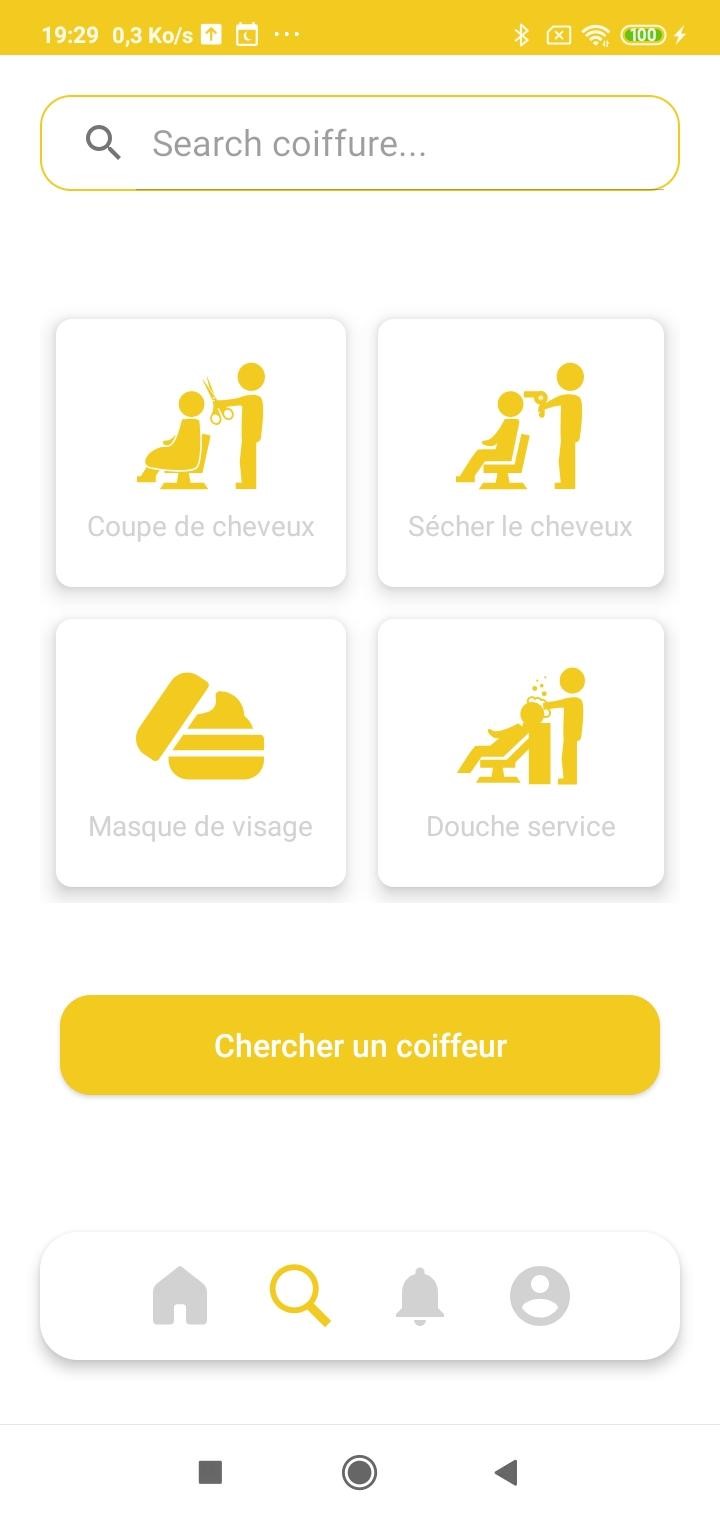 19:29 0,3 Ko/s ... 100
Search coiffure...
Coupe de cheveux
Sécher le cheveux
Masque de visage
Douche service
Chercher un coiffeur